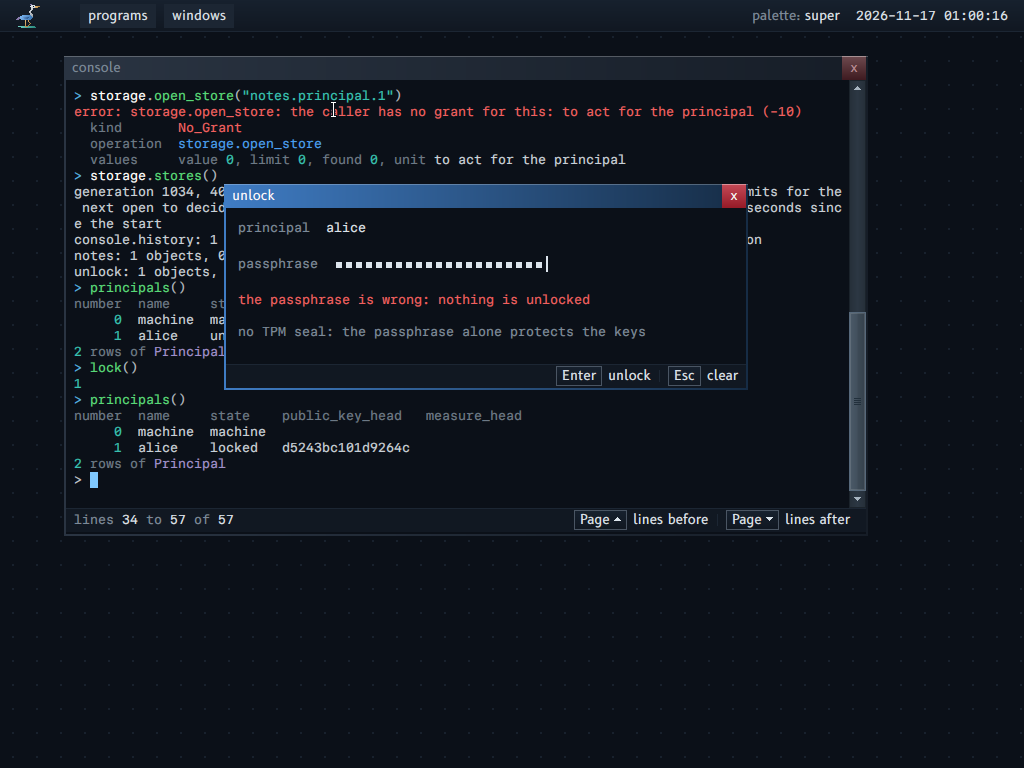 programs windows palette: super 2026-11-17 01:00:16
console x
> storage.open_store("notes.principal.1")
error: storage.open_store: the caller has no grant for this: to act for the principal (-10)
kind No_Grant
operation storage.open_store
values value 0, limit 0, found 0, unit to act for the principal
> storage.stores()
generation 1034, 40 mits for the
next open to decid seconds sinc
e the start
console.history: 1 on
notes: 1 objects, 0
unlock: 1 objects,
> principals()
number name st
0 machine ma
1 alice un
2 rows of Principal
> lock()
1
> principals()
number name state public_key_head measure_head
0 machine machine
1 alice locked d5243bc101d9264c
2 rows of Principal
>
lines 34 to 57 of 57 Page lines before Page lines after
unlock x
principal alice
passphrase
the passphrase is wrong: nothing is unlocked
no TPM seal: the passphrase alone protects the keys
Enter unlock Esc clear